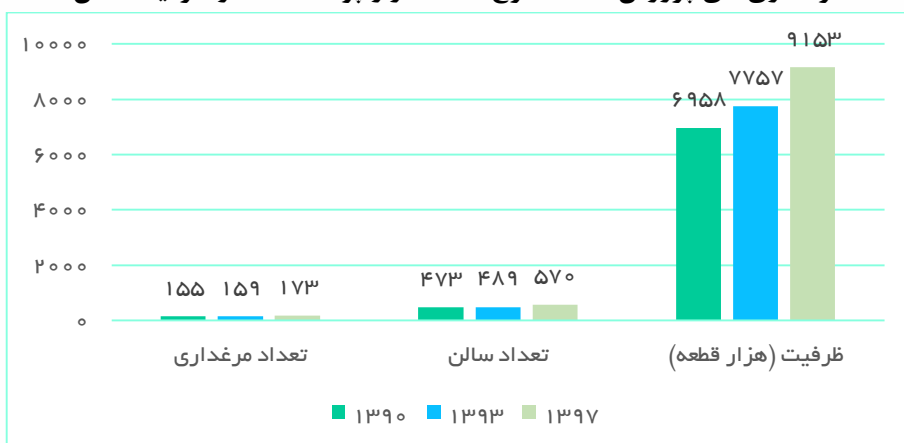 ۱۰۰۰۰
۸۰۰۰
۶۰۰۰
۴۰۰۰
۲۰۰۰
۰
۱۵۵ ۱۵۹ ۱۷۳
۴۷۳ ۴۸۹ ۵۷۰
۶۹۵۸ ۷۷۵۷ ۹۱۵۳
تعداد مرغداری
تعداد سالن
ظرفیت (هزار قطعه)
۱۳۹۰ ۱۳۹۳ ۱۳۹۷